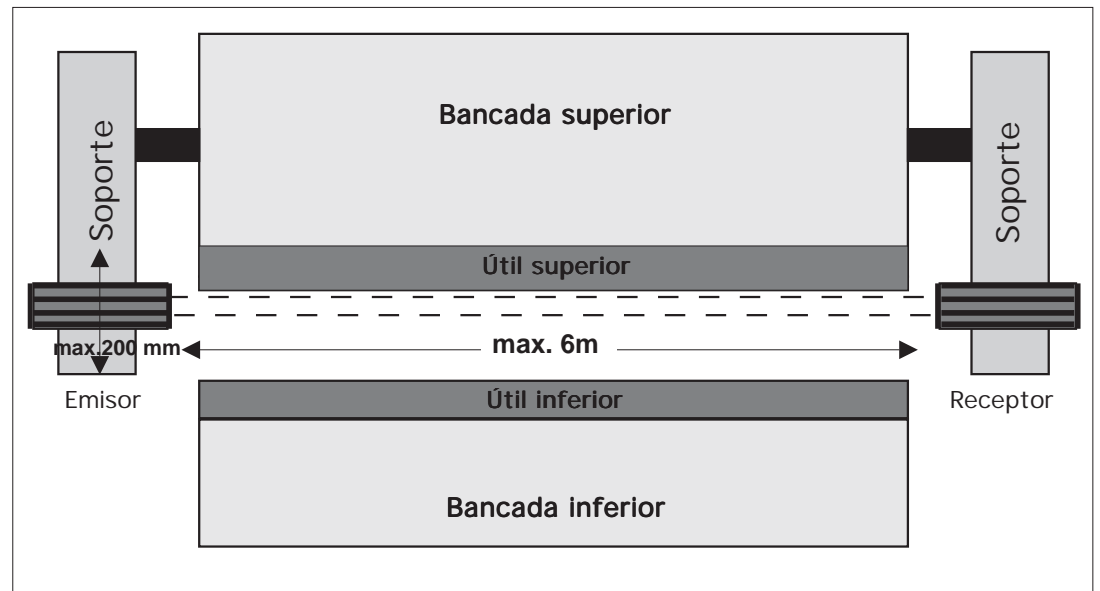 Bancada superior
Soporte
Soporte
Útil superior
max.200 mm
max. 6m
Emisor
Útil inferior
Receptor
Bancada inferior